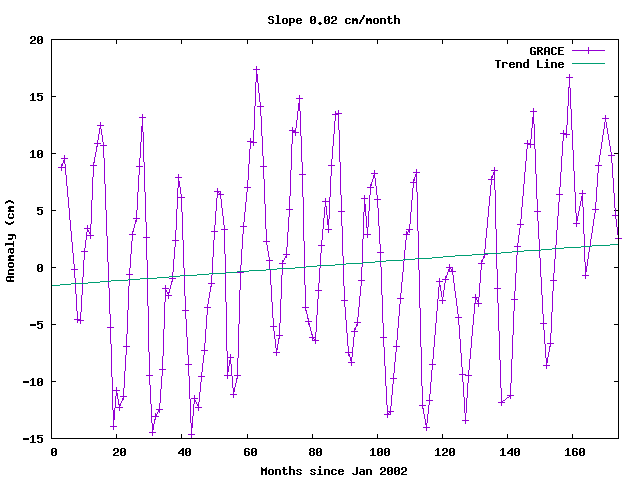 Slope 0.02 cm/month
GRACE
Trend Line
20
15
10
5
0
-5
-10
-15
Anomaly (cm)
0 20 40 60 80 100 120 140 160
Months since Jan 2002